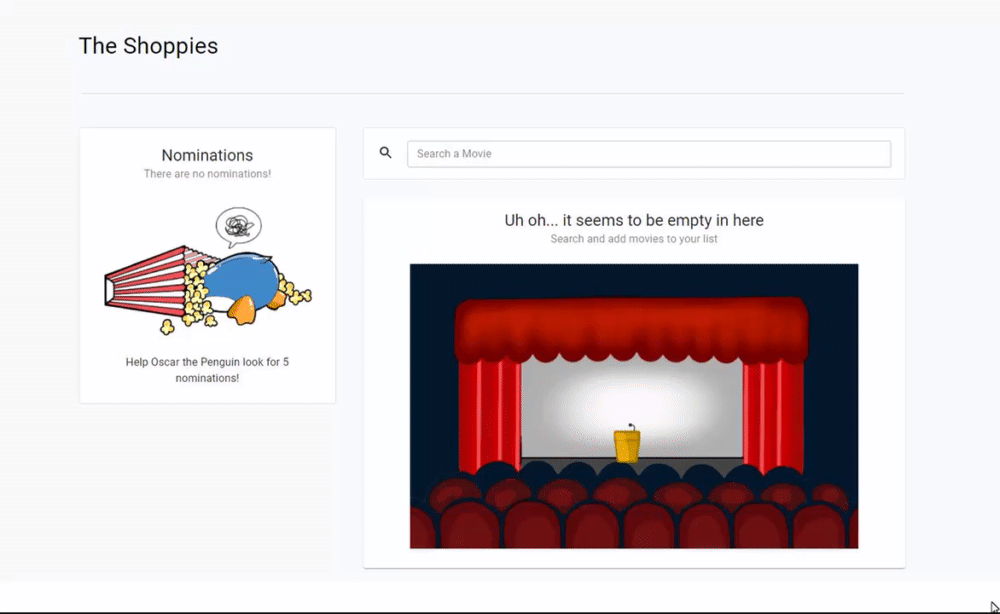 The Shoppies
Nominations
There are no nominations!
Help Oscar the Penguin look for 5
nominations!
Search a Movie
Uh oh... it seems to be empty in here
Search and add movies to your list